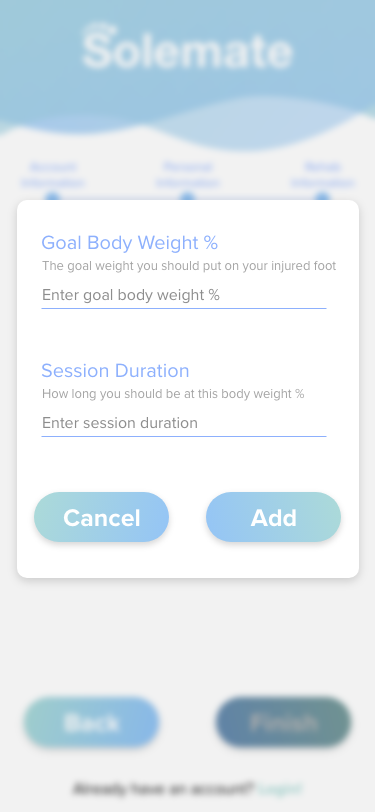 Solemate
Account Personal Rehab
Information Information Information
Goal Body Weight %
The goal weight you should put on your injured foot
Enter goal body weight %
Session Duration
How long you should be at this body weight %
Enter session duration
Cancel Add
Back Finish
Already have an account? Login!